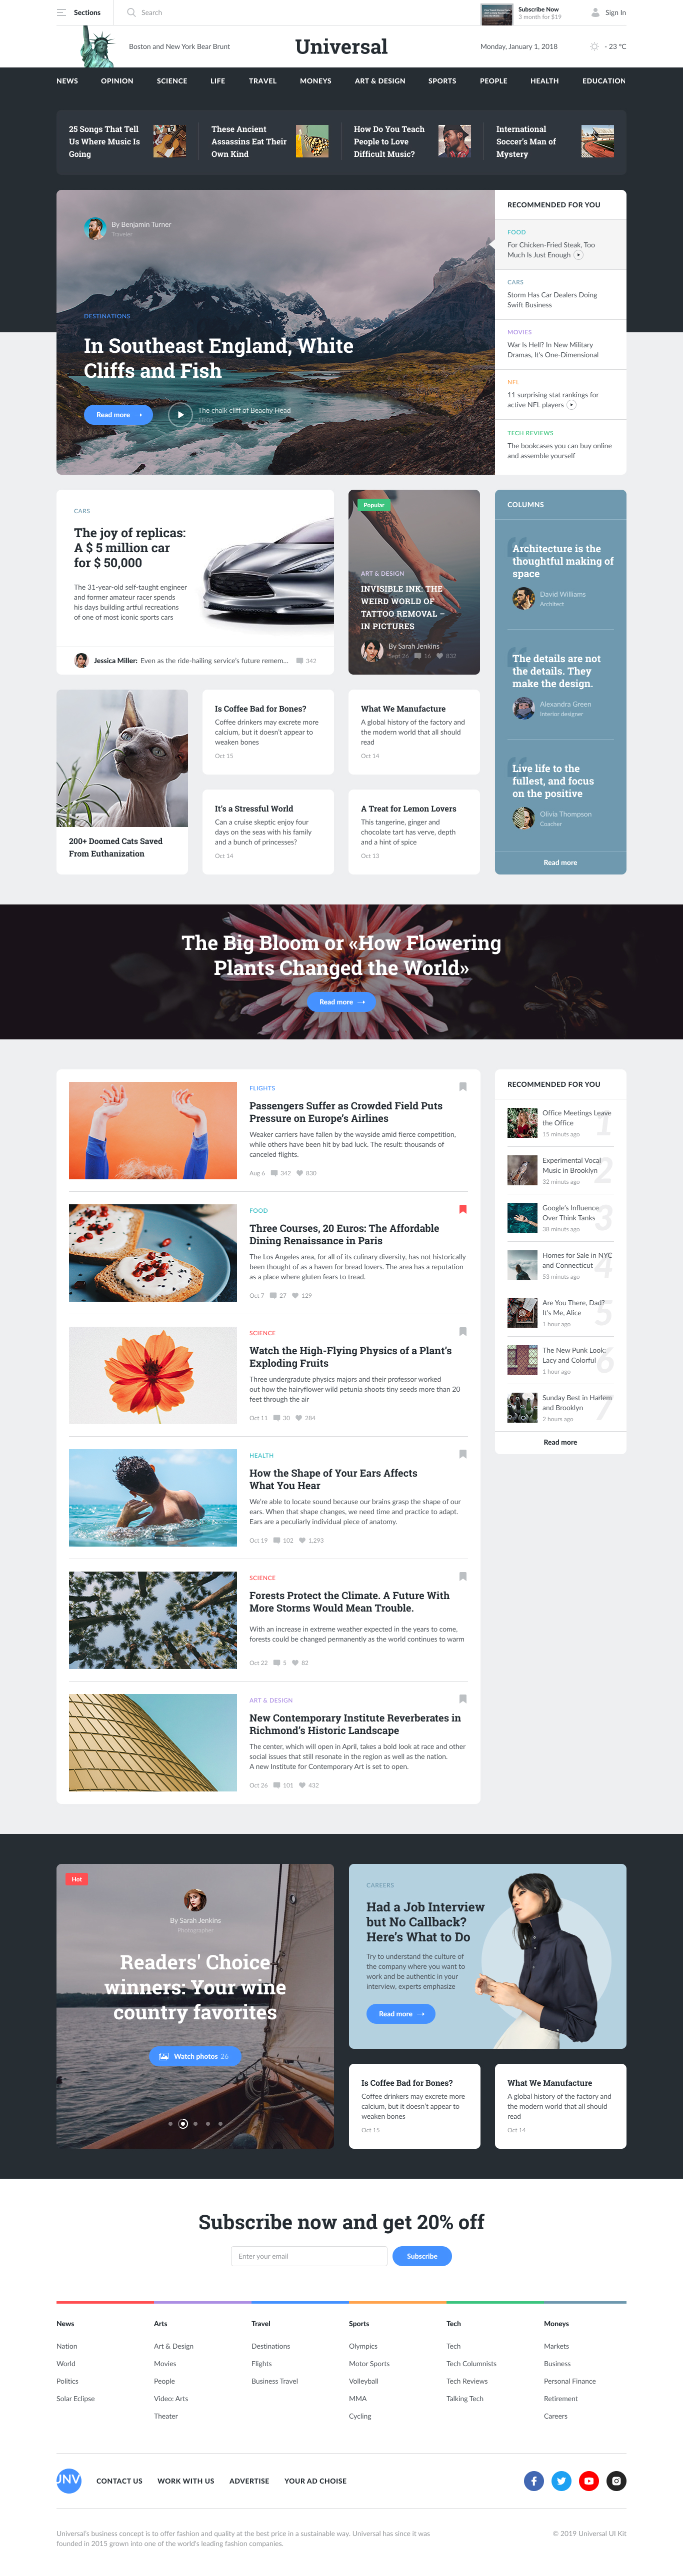 Sections
Search
Subscribe Now
3 month for $19
Sign In
Boston and New York Bear Brunt
Universal
Monday, January 1, 2018
- 23 °C
NEWS
OPINION
SCIENCE
LIFE
TRAVEL
MONEYS
ART & DESIGN
SPORTS
PEOPLE
HEALTH
EDUCATION
25 Songs That Tell
Us Where Music Is
Going
These Ancient
Assassins Eat Their
Own Kind
How Do You Teach
People to Love
Difficult Music?
International
Soccer's Man of
Mystery
By Benjamin Turner
Traveler
DESTINATIONS
In Southeast England, White
Cliffs and Fish
Read more
The chalk cliff of Beachy Head
RECOMMENDED FOR YOU
FOOD
For Chicken-Fried Steak, Too
Much Is Just Enough
CARS
Storm Has Car Dealers Doing
Swift Business
MOVIES
War Is Hell? In New Military
Dramas, It's One-Dimensional
NFL
11 surprising stat rankings for
active NFL players
TECH REVIEWS
The bookcases you can buy online
and assemble yourself
CARS
The joy of replicas:
A $ 5 million car
for $ 50,000
The 31-year-old self-taught engineer
and former amateur racer spends
his days building artful recreations
of one of most iconic sports cars
Jessica Miller: Even as the ride-hailing service's future remem...
342
Popular
ART & DESIGN
INVISIBLE INK: THE
WEIRD WORLD OF
TATTOO REMOVAL –
IN PICTURES
By Sarah Jenkins
Sept 26 16 832
COLUMNS
Architecture is the
thoughtful making of
space
David Williams
Architect
The details are not
the details. They
make the design.
Alexandra Green
Interior designer
Live life to the
fullest, and focus
on the positive
Olivia Thompson
Coacher
Read more
200+ Doomed Cats Saved
From Euthanization
Is Coffee Bad for Bones?
Coffee drinkers may excrete more
calcium, but it doesn't appear to
weaken bones
Oct 15
What We Manufacture
A global history of the factory and
the modern world that all should
read
Oct 14
It's a Stressful World
Can a cruise skeptic enjoy four
days on the seas with his family
and a bunch of princesses?
Oct 14
A Treat for Lemon Lovers
This tangerine, ginger and
chocolate tart has verve, depth
and a hint of spice
Oct 13
The Big Bloom or «How Flowering
Plants Changed the World»
Read more
FLIGHTS
Passengers Suffer as Crowded Field Puts
Pressure on Europe's Airlines
Weaker carriers have fallen by the wayside amid fierce competition,
while others have been hit by bad luck. The result: thousands of
canceled flights.
Aug 6 342 830
FOOD
Three Courses, 20 Euros: The Affordable
Dining Renaissance in Paris
The Los Angeles area, for all of its culinary diversity, has not historically
been thought of as a haven for bread lovers. The area has a reputation
as a place where gluten fears to tread.
Oct 7 27 129
SCIENCE
Watch the High-Flying Physics of a Plant's
Exploding Fruits
Three undergradute physics majors and their professor worked
out how the hairyflower wild petunia shoots tiny seeds more than 20
feet through the air
Oct 11 30 284
HEALTH
How the Shape of Your Ears Affects
What You Hear
We're able to locate sound because our brains grasp the shape of our
ears. When that shape changes, we need time and practice to adapt.
Ears are a peculiarly individual piece of anatomy.
Oct 19 102 1,293
SCIENCE
Forests Protect the Climate. A Future With
More Storms Would Mean Trouble.
With an increase in extreme weather expected in the years to come,
forests could be changed permanently as the world continues to warm
Oct 22 5 82
ART & DESIGN
New Contemporary Institute Reverberates in
Richmond's Historic Landscape
The center, which will open in April, takes a bold look at race and other
social issues that still resonate in the region as well as the nation.
A new Institute for Contemporary Art is set to open.
Oct 26 101 432
RECOMMENDED FOR YOU
Office Meetings Leave
the Office
15 minuts ago
1
Experimental Vocal
Music in Brooklyn
32 minuts ago
2
Google's Influence
Over Think Tanks
38 minuts ago
3
Homes for Sale in NYC
and Connecticut
53 minuts ago
4
Are You There, Dad?
It's Me, Alice
1 hour ago
5
The New Punk Look:
Lacy and Colorful
1 hour ago
6
Sunday Best in Harlem
and Brooklyn
2 hours ago
7
Read more
Hot
By Sarah Jenkins
Photographer
Readers' Choice
winners: Your wine
country favorites
Watch photos 26
CAREERS
Had a Job Interview
but No Callback?
Here's What to Do
Try to understand the culture of
the company where you want to
work and be authentic in your
interview, experts emphasize
Read more
Is Coffee Bad for Bones?
Coffee drinkers may excrete more
calcium, but it doesn't appear to
weaken bones
Oct 15
What We Manufacture
A global history of the factory and
the modern world that all should
read
Oct 14
Subscribe now and get 20% off
Enter your email
Subscribe
News
Nation
World
Politics
Solar Eclipse
Arts
Art & Design
Movies
People
Video: Arts
Theater
Travel
Destinations
Flights
Business Travel
Sports
Olympics
Motor Sports
Volleyball
MMA
Cycling
Tech
Tech
Tech Columnists
Tech Reviews
Talking Tech
Moneys
Markets
Business
Personal Finance
Retirement
Careers
UNV
CONTACT US
WORK WITH US
ADVERTISE
YOUR AD CHOISE
Universal's business concept is to offer fashion and quality at the best price in a sustainable way. Universal has since it was
founded in 2015 grown into one of the world's leading fashion companies.
© 2019 Universal UI Kit